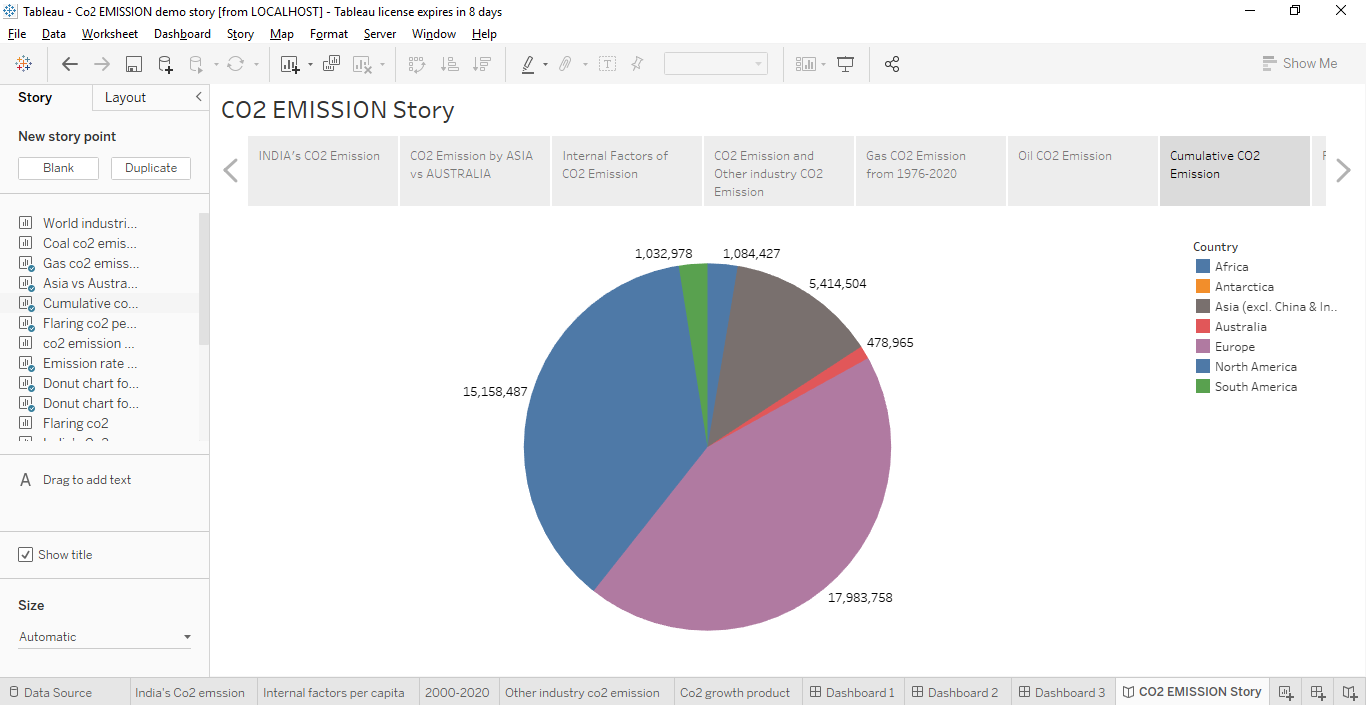 Tableau - Co2 EMISSION demo story [from LOCALHOST] - Tableau license expires in 8 days
File Data Worksheet Dashboard Story Map Format Server Window Help
Show Me
Story Layout
New story point
Blank Duplicate
World industri...
Coal co2 emis...
Gas co2 emiss...
Asia vs Austra...
Cumulative co...
Flaring co2 pe...
co2 emission ...
Emission rate ...
Donut chart fo...
Donut chart fo...
Flaring co2
A Drag to add text
Show title
Size
Automatic
CO2 EMISSION Story
INDIA's CO2 Emission
CO2 Emission by ASIA
vs AUSTRALIA
Internal Factors of
CO2 Emission
CO2 Emission and
Other industry CO2
Emission
Gas CO2 Emission
from 1976-2020
Oil CO2 Emission
Cumulative CO2
Emission
1,032,978
1,084,427
5,414,504
478,965
15,158,487
17,983,758
Country
Africa
Antarctica
Asia (excl. China & In..
Australia
Europe
North America
South America
Data Source India's Co2 emssion Internal factors per capita 2000-2020 Other industry co2 emission Co2 growth product Dashboard 1 Dashboard 2 Dashboard 3 CO2 EMISSION Story